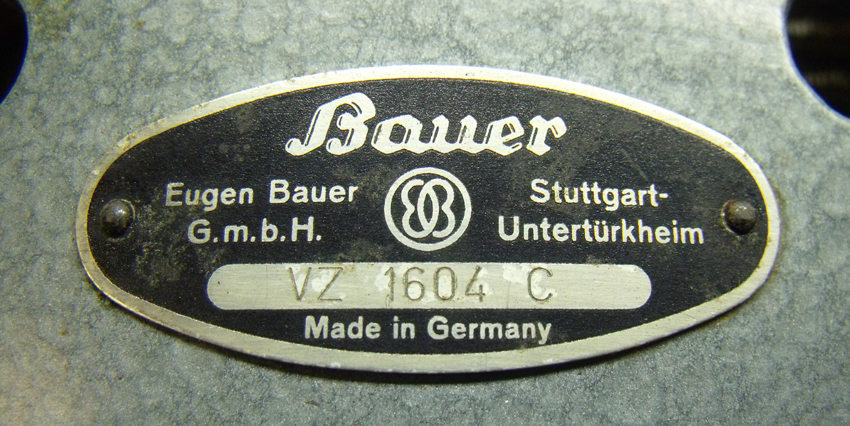 Bauer
Eugen Bauer
G.m.b.H.
Stuttgart-
Untertürkheim
VZ 1604 C
Made in Germany